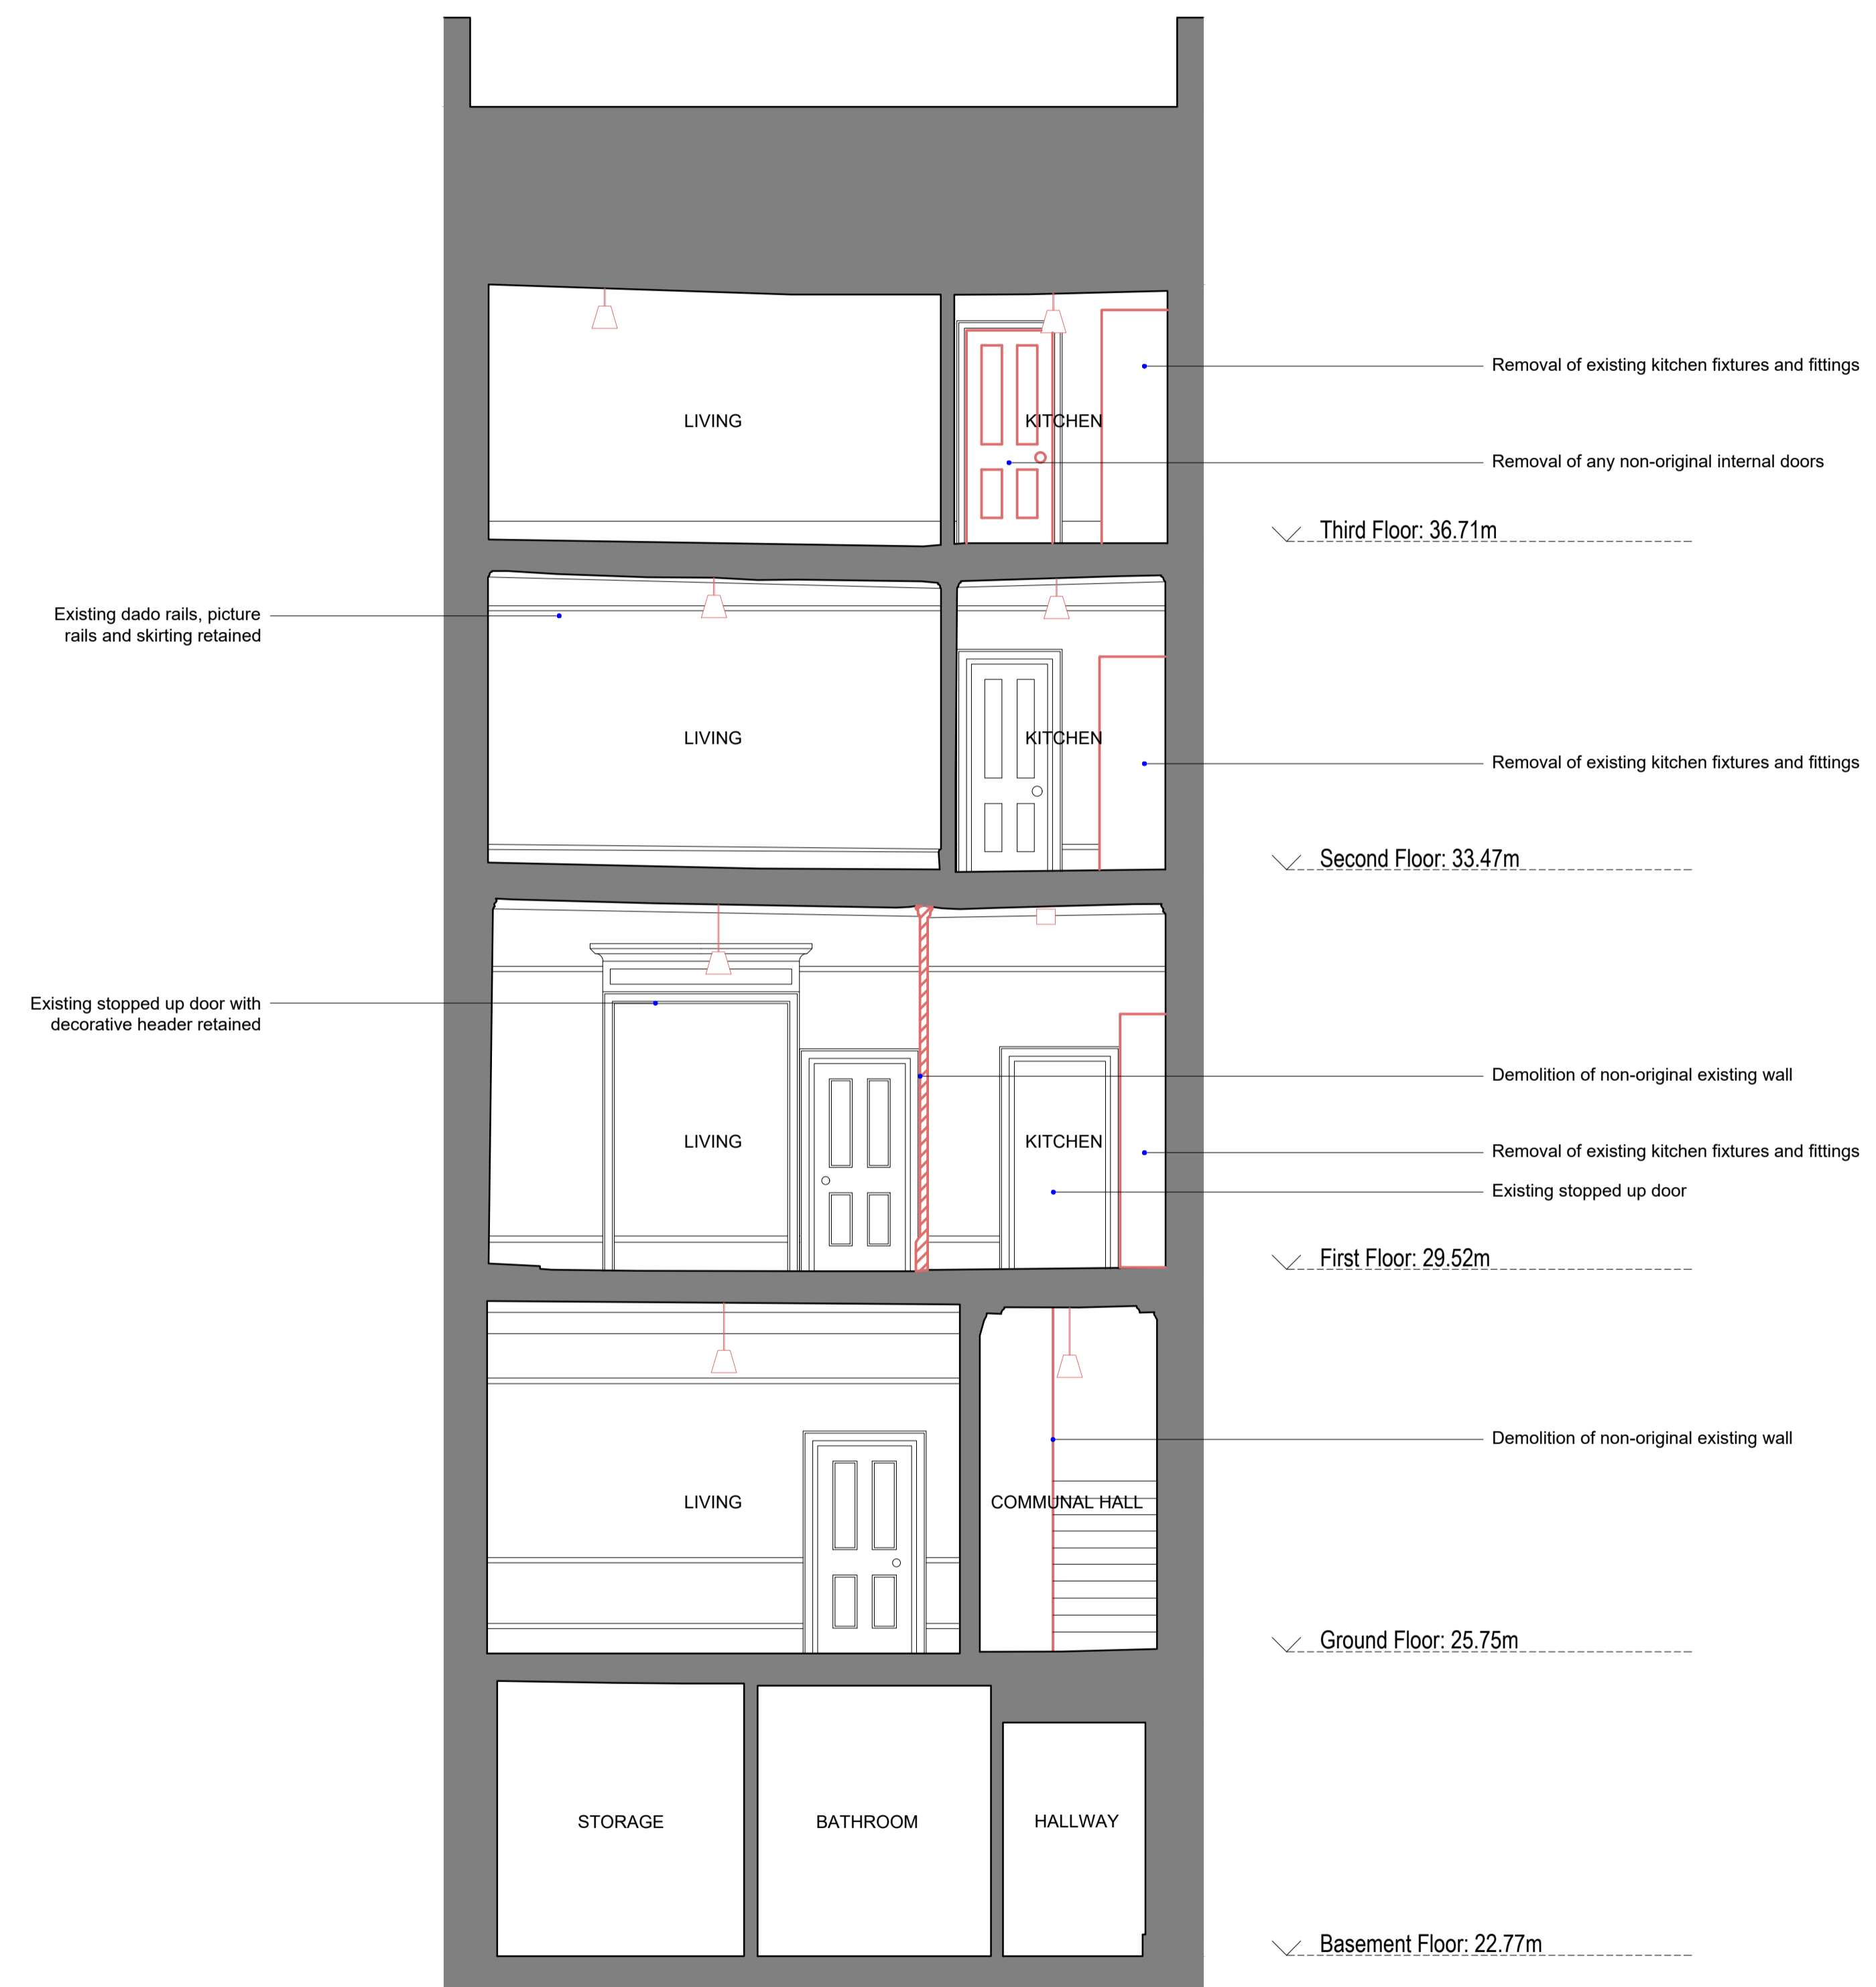 Removal of existing kitchen fixtures and fittings
LIVING
KITCHEN
Removal of any non-original internal doors
Third Floor: 36.71m
Existing dado rails, picture
rails and skirting retained
LIVING
KITCHEN
Removal of existing kitchen fixtures and fittings
Second Floor: 33.47m
Existing stopped up door with
decorative header retained
Demolition of non-original existing wall
LIVING
KITCHEN
Removal of existing kitchen fixtures and fittings
Existing stopped up door
First Floor: 29.52m
Demolition of non-original existing wall
LIVING
COMMUNAL HALL
Ground Floor: 25.75m
STORAGE
BATHROOM
HALLWAY
Basement Floor: 22.77m